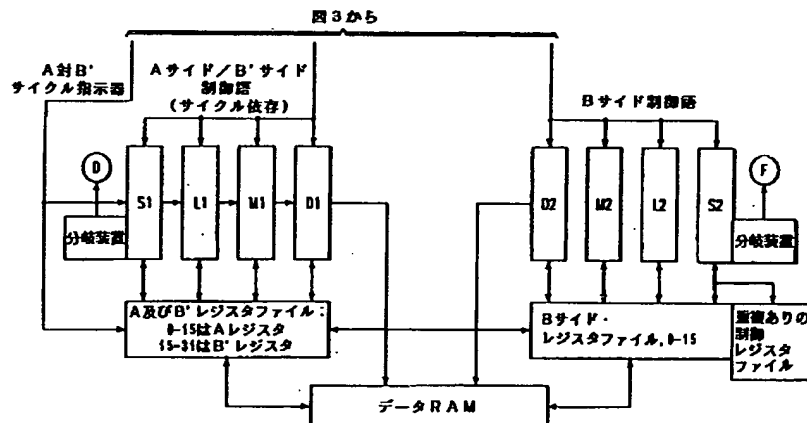 図3から
A対B'
サイクル指示器
Aサイド/B'サイド
制御語
(サイクル依存)
Bサイド制御語
D
S1
L1
M1
D1
D2
M2
L2
S2
F
分岐装置
分岐装置
A及びB'レジスタファイル:
0-15はAレジスタ
15-31はB'レジスタ
Bサイド・
レジスタファイル,0-15
重複ありの
制御
レジスタ
ファイル
データRAM